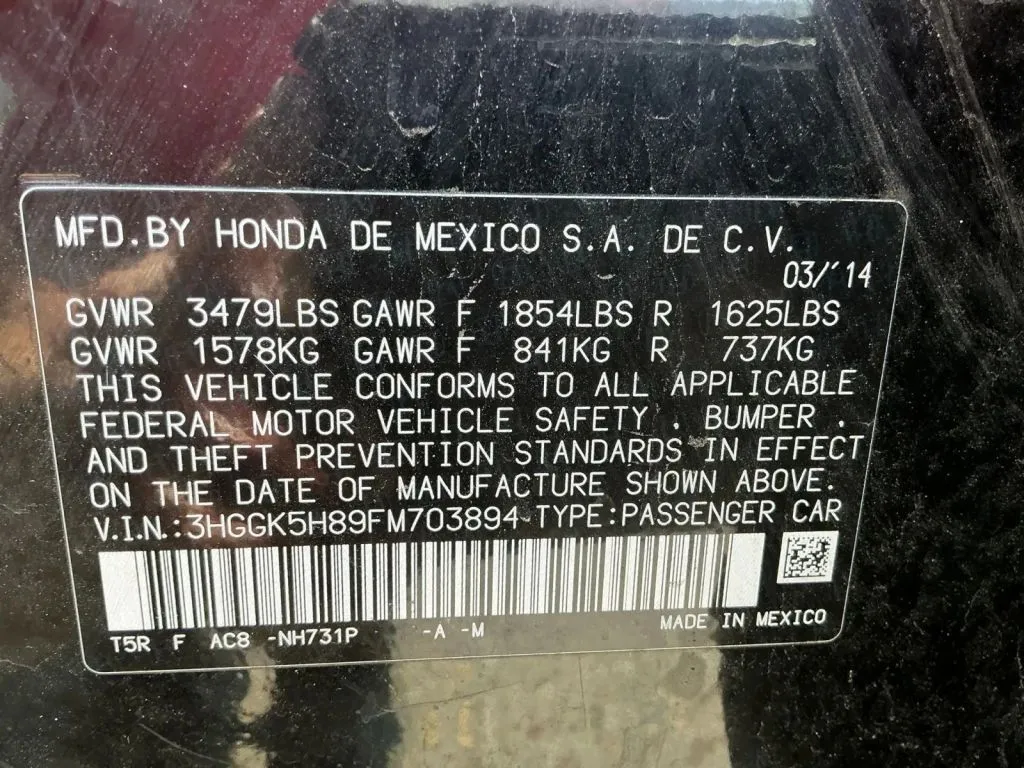 MFD.BY HONDA DE MEXICO S.A. DE C.V.
03/'14
GVWR 3479LBS GAWR F 1854LBS R 1625LBS
GVWR 1578KG GAWR F 841KG R 737KG
THIS VEHICLE CONFORMS TO ALL APPLICABLE
FEDERAL MOTOR VEHICLE SAFETY . BUMPER .
AND THEFT PREVENTION STANDARDS IN EFFECT
ON THE DATE OF MANUFACTURE SHOWN ABOVE.
V.I.N.:3HGGK5H89FM703894 TYPE:PASSENGER CAR
T5R F AC8 -NH731P -A -M MADE IN MEXICO